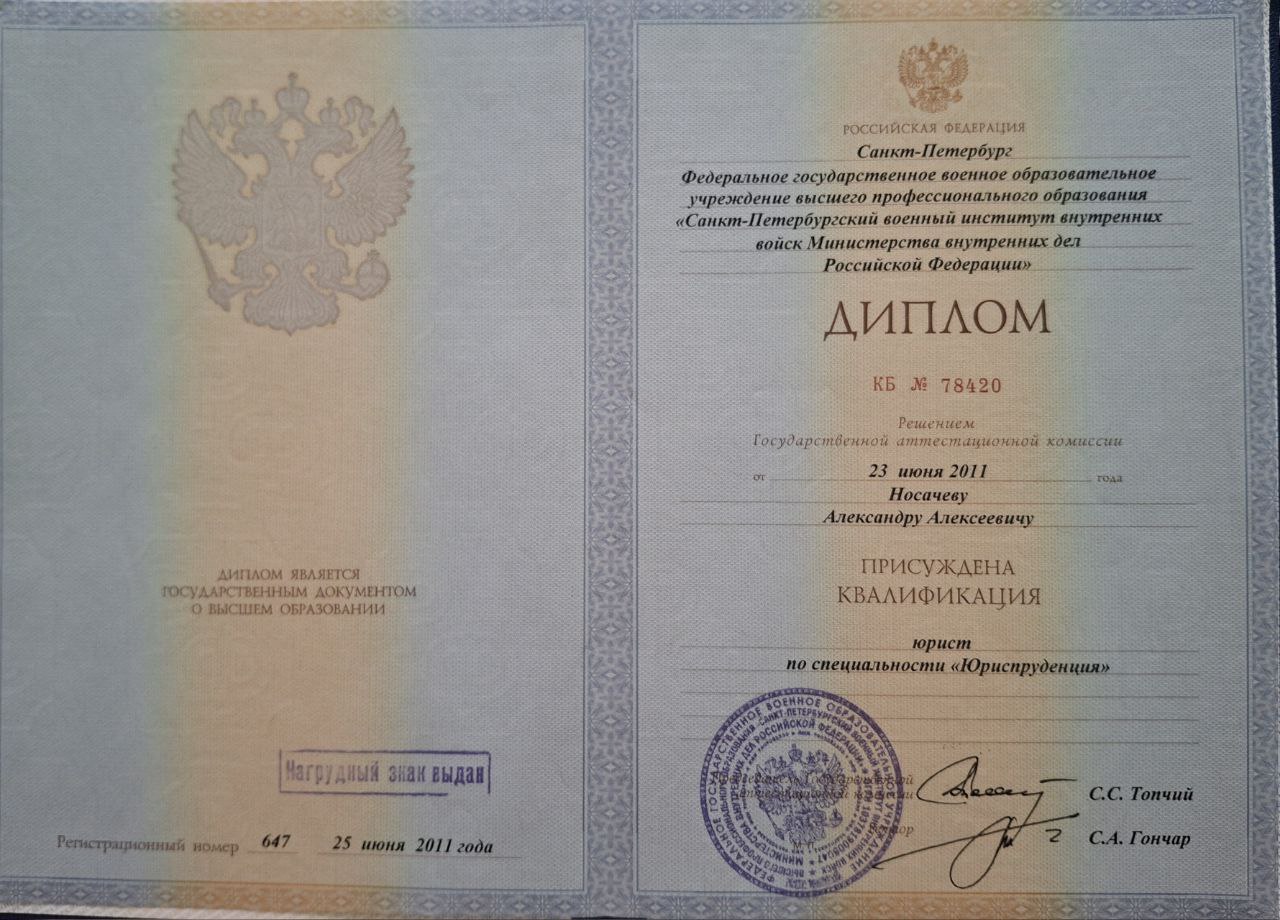 ДИПЛОМ ЯВЛЯЕТСЯ
ГОСУДАРСТВЕННЫМ ДОКУМЕНТОМ
О ВЫСШЕМ ОБРАЗОВАНИИ
Нагрудный знак выдан
Регистрационный номер 647 25 июня 2011 года
РОССИЙСКАЯ ФЕДЕРАЦИЯ
Санкт-Петербург
Федеральное государственное военное образовательное
учреждение высшего профессионального образования
«Санкт-Петербургский военный институт внутренних
войск Министерства внутренних дел
Российской Федерации»
ДИПЛОМ
КБ № 78420
Решением
Государственной аттестационной комиссии
от 23 июня 2011 года
Носачеву
Александру Алексеевичу
ПРИСУЖДЕНА
КВАЛИФИКАЦИЯ
юрист
по специальности «Юриспруденция»
Государственной
аттестационной комиссии
С.С. Топчий
С.А. Гончар